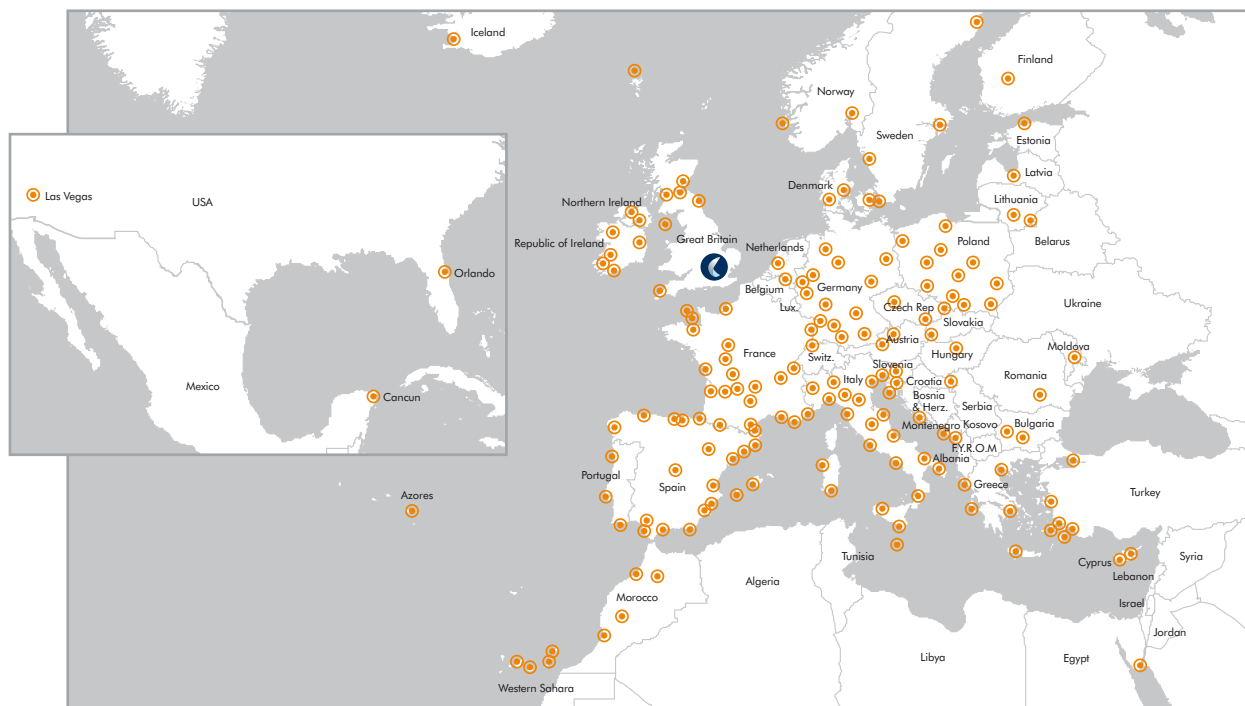 Iceland
Finland
Norway
Sweden
Estonia
Latvia
Denmark
Lithuania
Northern Ireland
Republic of Ireland
Great Britain
Netherlands
Poland
Belarus
Belgium
Germany
Lux.
Czech Rep
Ukraine
Slovakia
Austria
France
Switz.
Hungary
Moldova
Slovenia
Italy
Croatia
Romania
Bosnia
& Herz.
Serbia
Montenegro
Kosovo
Bulgaria
F.Y.R.O.M
Albania
Portugal
Spain
Greece
Turkey
Azores
Tunisia
Cyprus
Syria
Lebanon
Algeria
Morocco
Israel
Jordan
Libya
Egypt
Western Sahara
Las Vegas
USA
Orlando
Mexico
Cancun